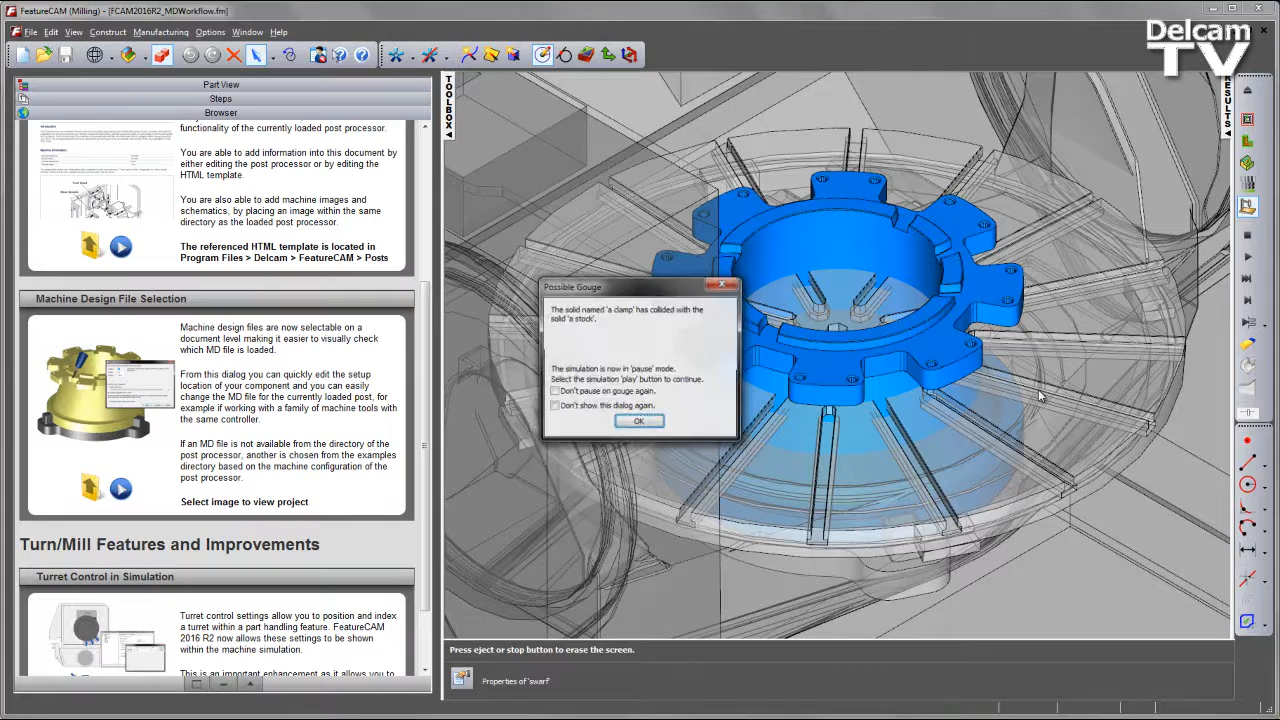 FeatureCAM (Milling) - [FCAM2016R2_MDWorkflow.fm]
File Edit View Construct Manufacturing Options Window Help
Delcam
TV
Part View
Steps
Browser
TOOLBOX
RESULTS
functionality of the currently loaded post processor.
You are able to add information into this document by
either editing the post processor or by editing the
HTML template.
You are also able to add machine images and
schematics, by placing an image within the same
directory as the loaded post processor.
The referenced HTML template is located in
Program Files > Delcam > FeatureCAM > Posts
Machine Design File Selection
Machine design files are now selectable on a
document level making it easier to visually check
which MD file is loaded.
From this dialog you can quickly edit the setup
location of your component and you can easily
change the MD file for the currently loaded post, for
example if working with a family of machine tools with
the same controller.
If an MD file is not available from the directory of the
post processor, another is chosen from the examples
directory based on the machine configuration of the
post processor.
Select image to view project
Turn/Mill Features and Improvements
Turret Control in Simulation
Turret control settings allow you to position and index
a turret within a part handling feature. FeatureCAM
2016 R2 now allows these settings to be shown
within the machine simulation.
This is an important enhancement as it allows you to
Possible Gouge
The solid named 'a clamp' has collided with the
solid 'a stock'.
The simulation is now in 'pause' mode.
Select the simulation 'play' button to continue.
Don't pause on gouge again.
Don't show this dialog again.
OK
Press eject or stop button to erase the screen.
Properties of 'swarf'